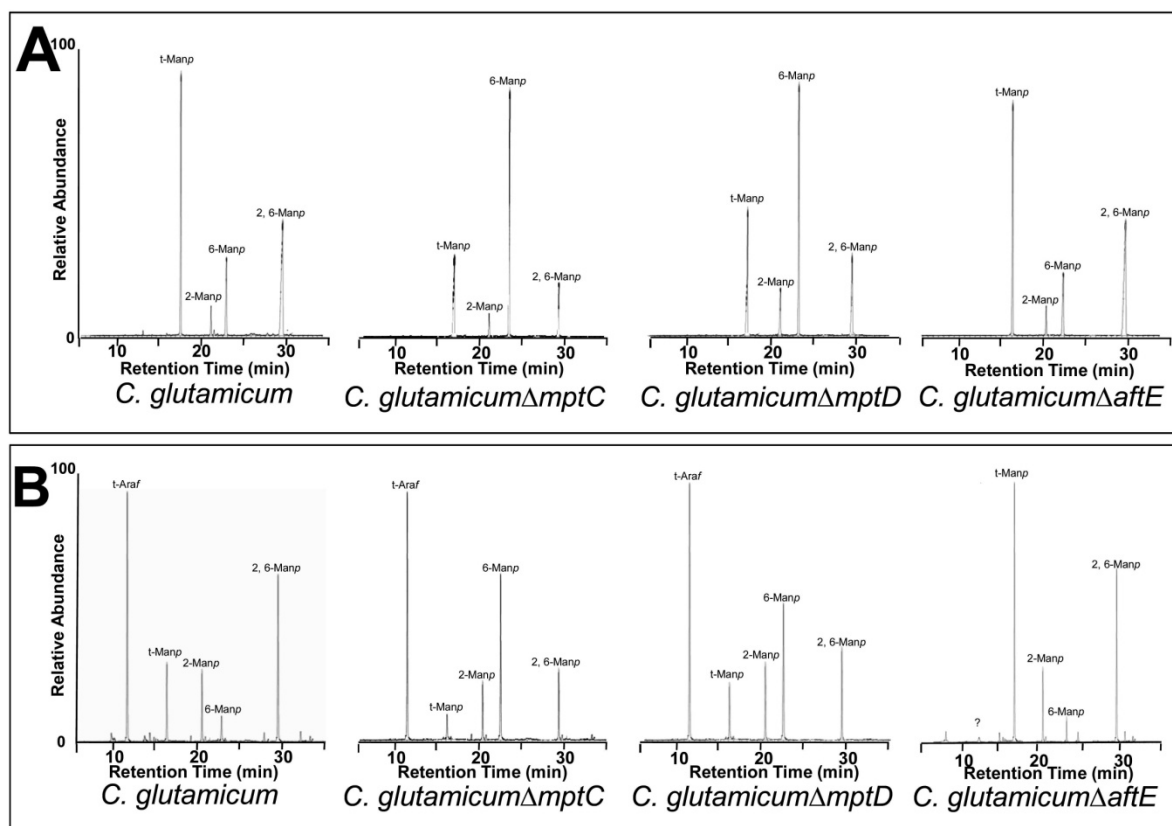 A
100
Relative Abundance
0
t-Manp
2-Manp
6-Manp
2, 6-Manp
10 20 30
Retention Time (min)
C. glutamicum
t-Manp
2-Manp
6-Manp
2, 6-Manp
10 20 30
Retention Time (min)
C. glutamicumΔmptC
t-Manp
2-Manp
6-Manp
2, 6-Manp
10 20 30
Retention Time (min)
C. glutamicumΔmptD
t-Manp
2-Manp
6-Manp
2, 6-Manp
10 20 30
Retention Time (min)
C. glutamicumΔaftE
B
100
Relative Abundance
0
t-Araf
t-Manp
2-Manp
6-Manp
2, 6-Manp
10 20 30
Retention Time (min)
C. glutamicum
t-Araf
t-Manp
2-Manp
6-Manp
2, 6-Manp
10 20 30
Retention Time (min)
C. glutamicumΔmptC
t-Araf
t-Manp
2-Manp
6-Manp
2, 6-Manp
10 20 30
Retention Time (min)
C. glutamicumΔmptD
?
t-Manp
2-Manp
6-Manp
2, 6-Manp
10 20 30
Retention Time (min)
C. glutamicumΔaftE